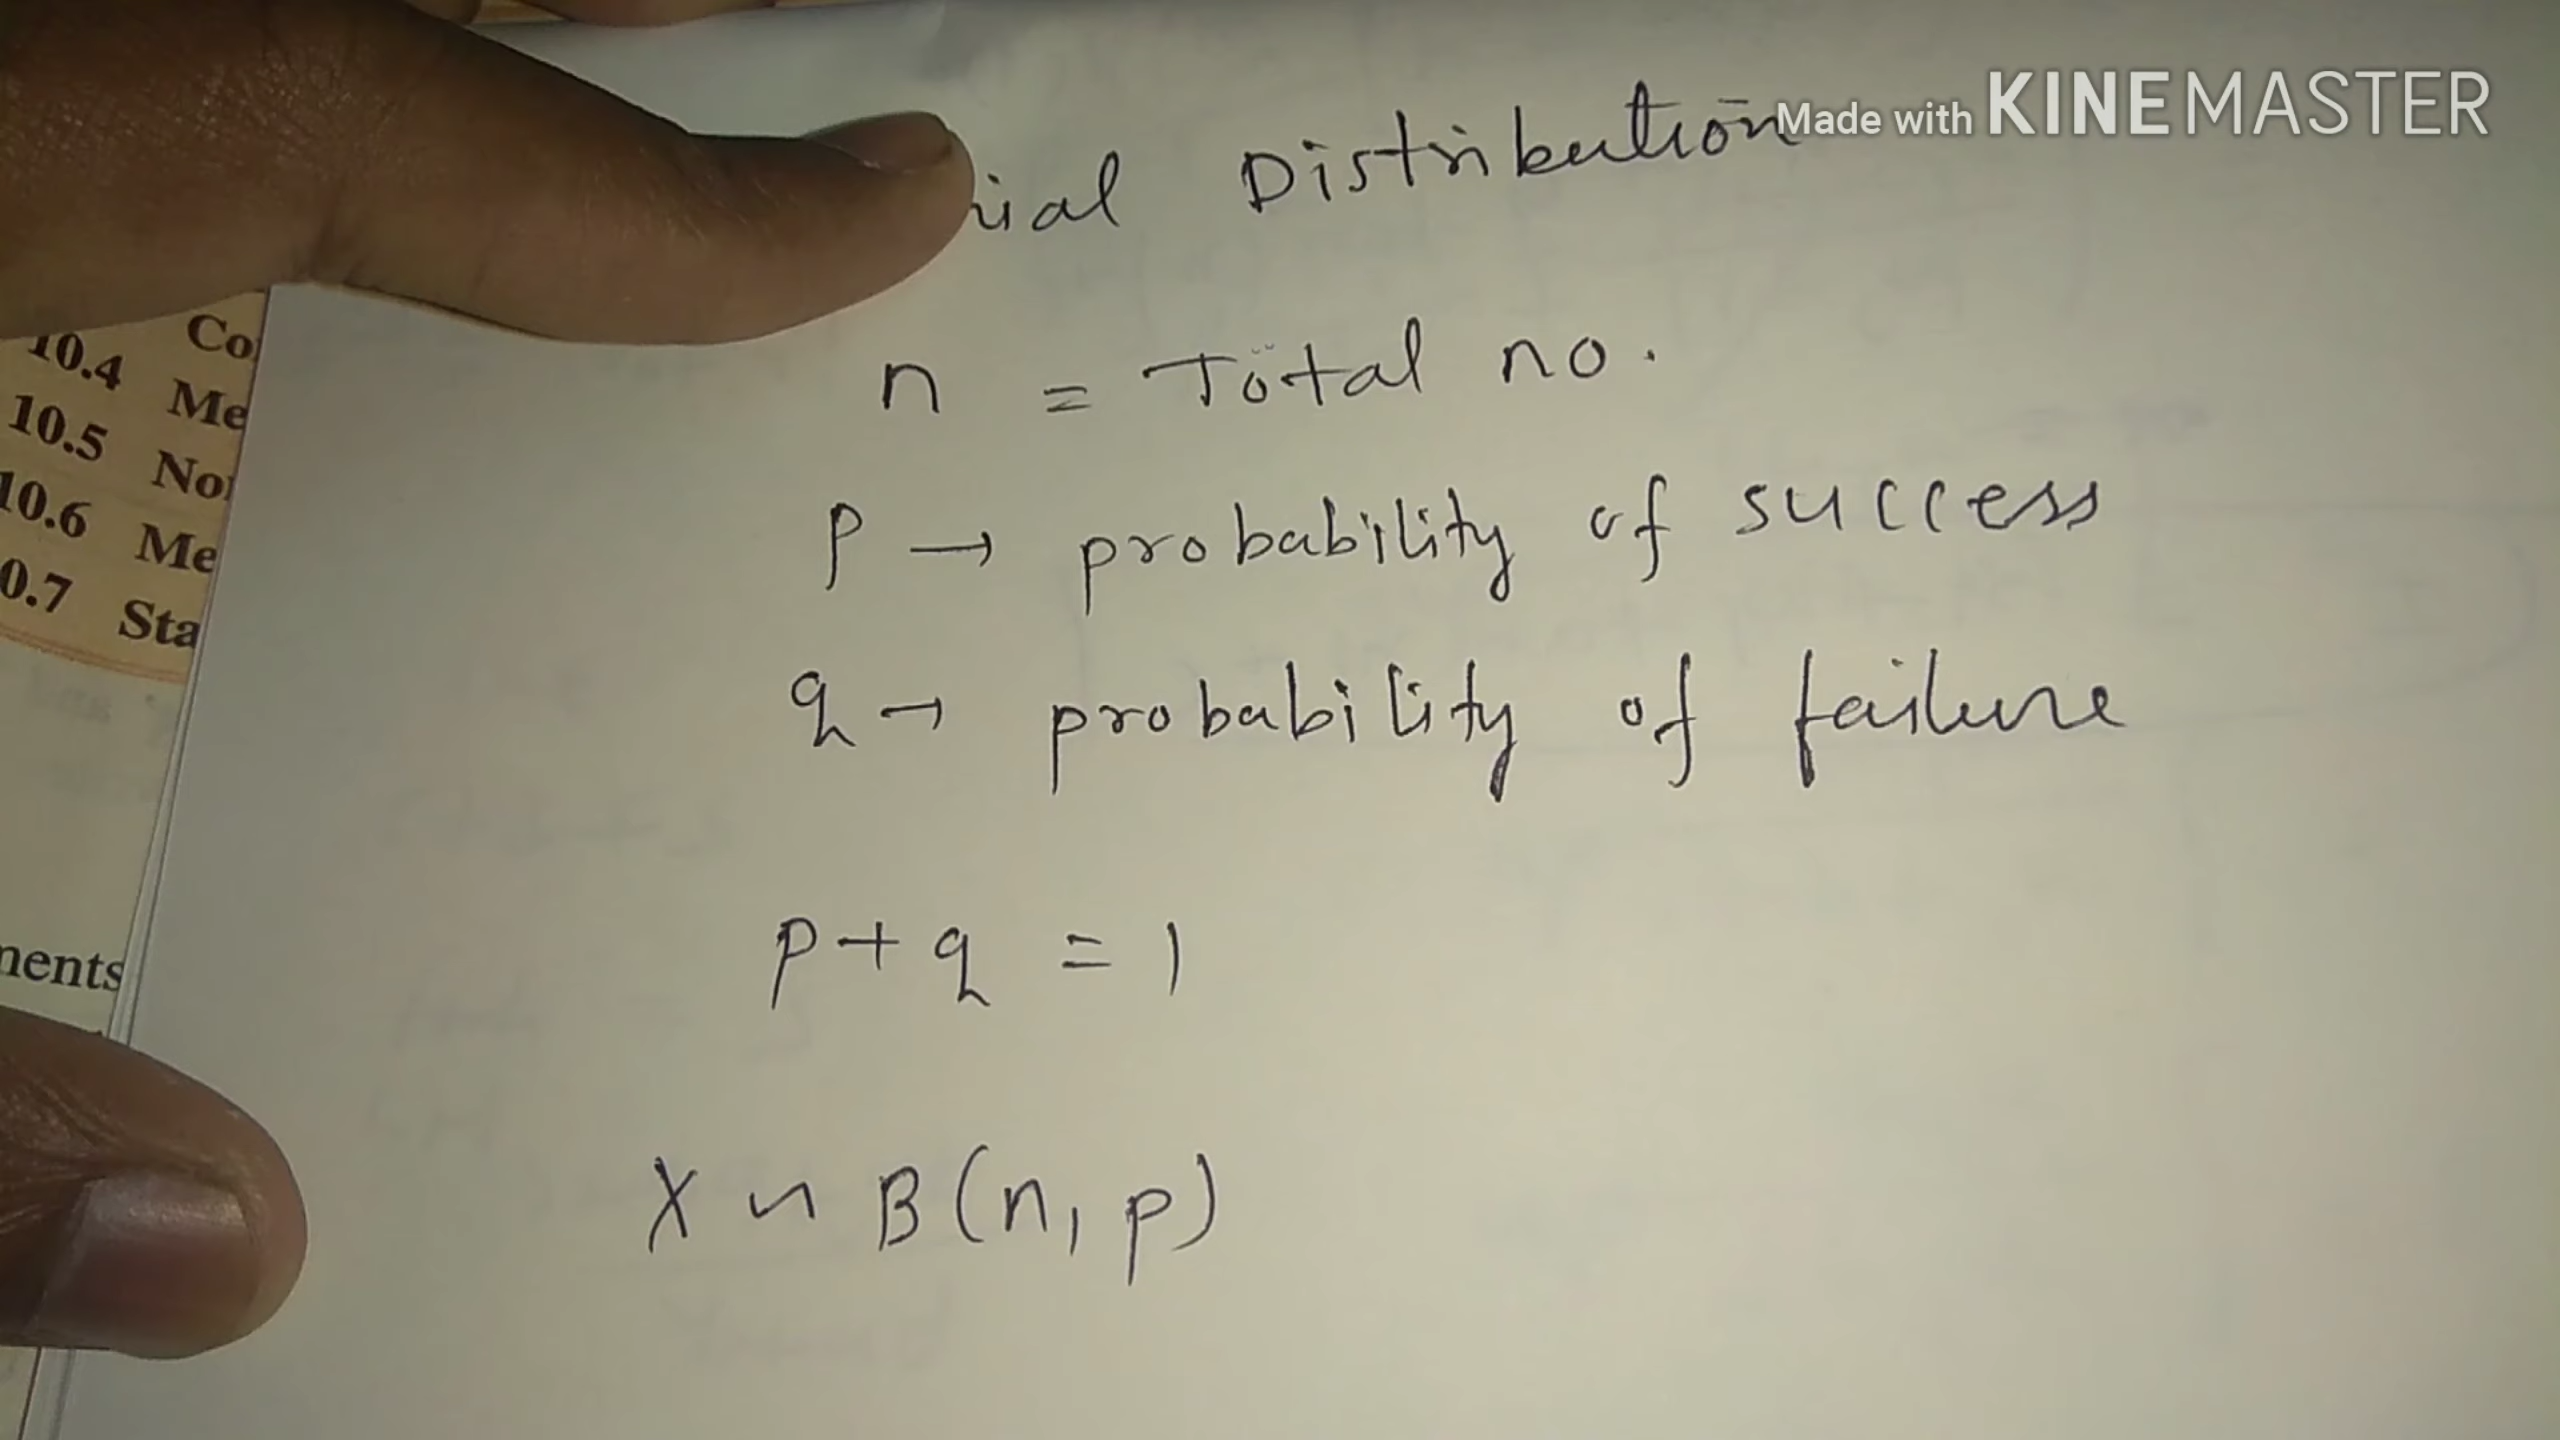 Made with KINEMASTER
nial Distribution
n = Total no.
p → probability of success
q → probability of failure
p + q = 1
X ~ B(n, p)
Co
10.4 Me
10.5 No
10.6 Me
0.7 Sta
nents